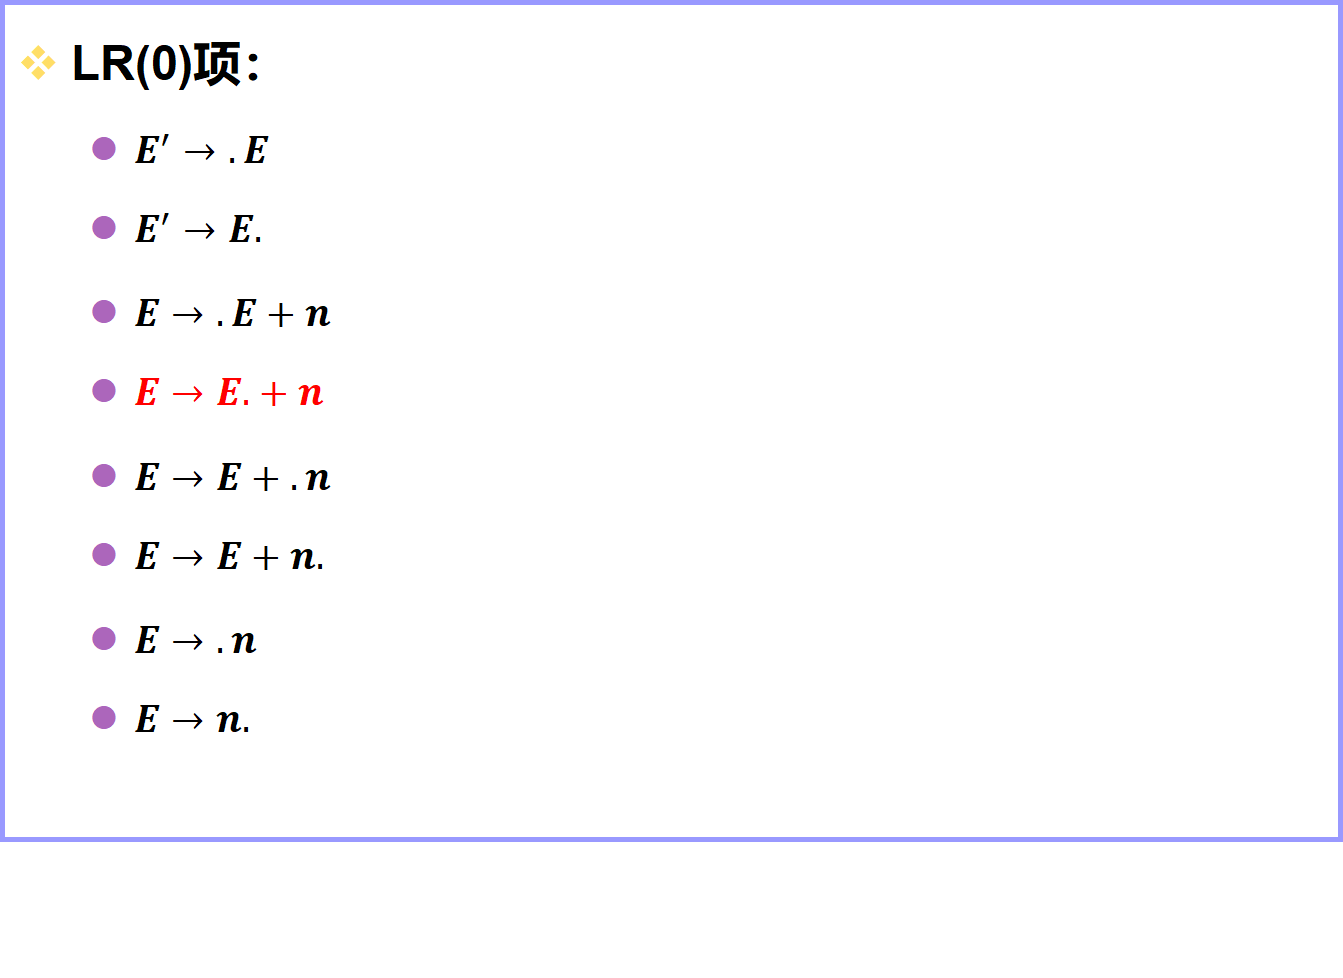 LR(0)项：
E′ → .E
E′ → E.
E → .E + n
E → E. + n
E → E + .n
E → E + n.
E → .n
E → n.